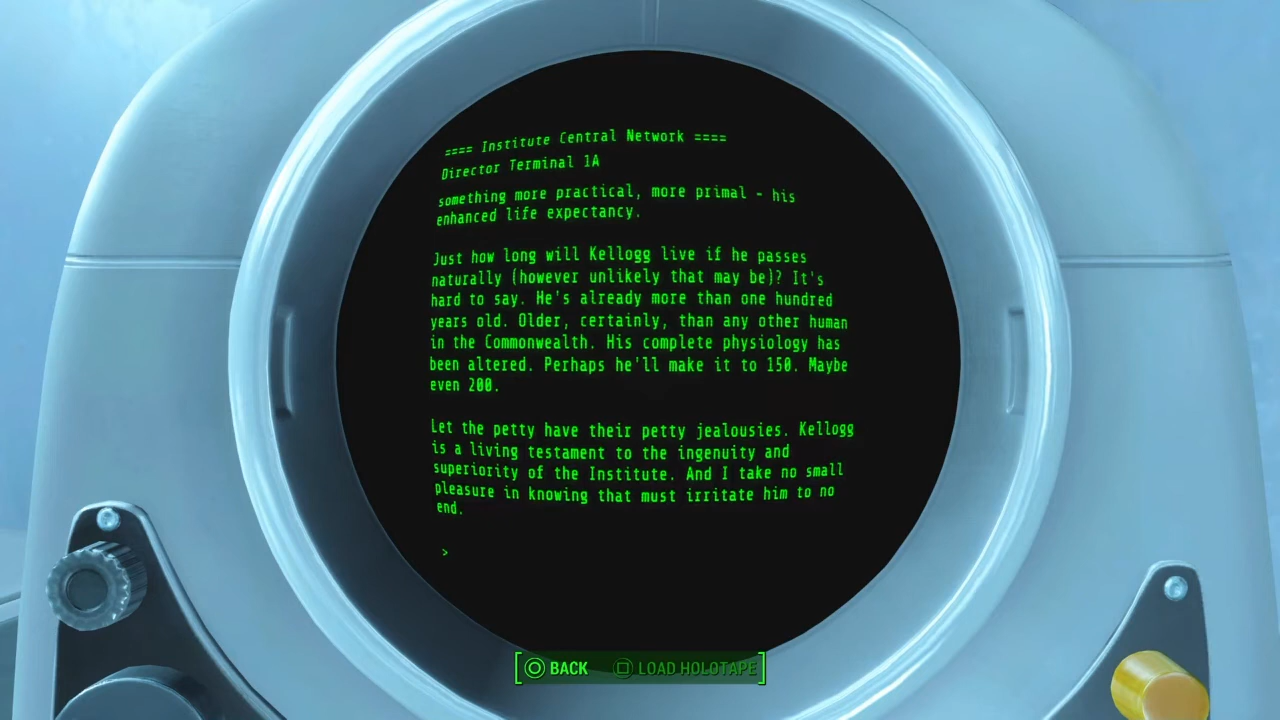 ==== Institute Central Network ====
Director Terminal 1A
something more practical, more primal - his
enhanced life expectancy.
Just how long will Kellogg live if he passes
naturally (however unlikely that may be)? It's
hard to say. He's already more than one hundred
years old. Older, certainly, than any other human
in the Commonwealth. His complete physiology has
been altered. Perhaps he'll make it to 150. Maybe
even 200.
Let the petty have their petty jealousies. Kellogg
is a living testament to the ingenuity and
superiority of the Institute. And I take no small
pleasure in knowing that must irritate him to no
end.
>
BACK LOAD HOLOTAPE